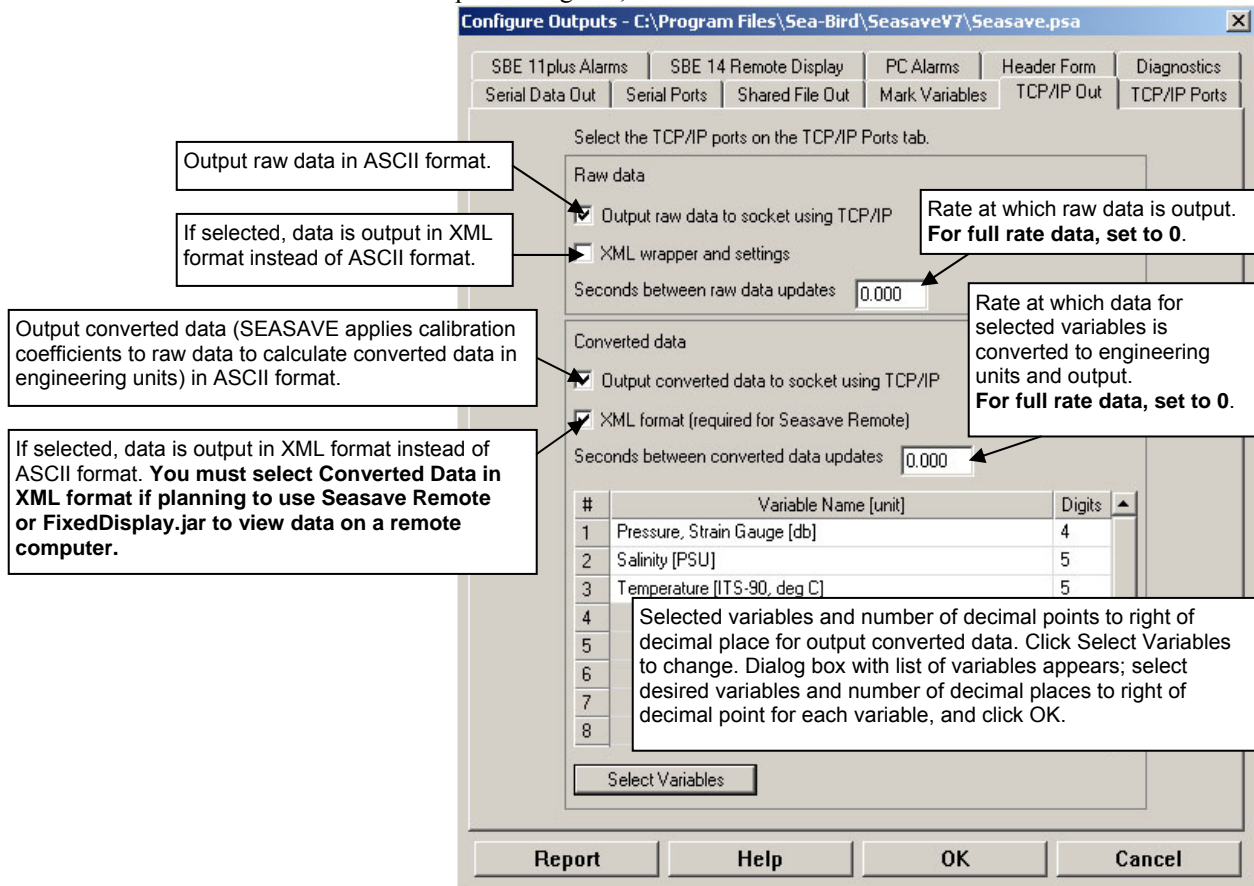 Configure Outputs - C:\Program Files\Sea-Bird\SeasaveV7\Seasave.psa
SBE 11plus Alarms
SBE 14 Remote Display
PC Alarms
Header Form
Diagnostics
Serial Data Out
Serial Ports
Shared File Out
Mark Variables
TCP/IP Out
TCP/IP Ports
Select the TCP/IP ports on the TCP/IP Ports tab.
Output raw data in ASCII format.
Raw data
Output raw data to socket using TCP/IP
Rate at which raw data is output.
For full rate data, set to 0.
If selected, data is output in XML
format instead of ASCII format.
XML wrapper and settings
Seconds between raw data updates
0.000
Rate at which data for
selected variables is
converted to engineering
units and output.
For full rate data, set to 0.
Output converted data (SEASAVE applies calibration
coefficients to raw data to calculate converted data in
engineering units) in ASCII format.
Converted data
Output converted data to socket using TCP/IP
XML format (required for Seasave Remote)
If selected, data is output in XML format instead of
ASCII format. You must select Converted Data in
XML format if planning to use Seasave Remote
or FixedDisplay.jar to view data on a remote
computer.
Seconds between converted data updates
0.000
# Variable Name [unit] Digits
1 Pressure, Strain Gauge [db] 4
2 Salinity [PSU] 5
3 Temperature [ITS-90, deg C] 5
4
5
6
7
8
Selected variables and number of decimal points to right of
decimal place for output converted data. Click Select Variables
to change. Dialog box with list of variables appears; select
desired variables and number of decimal places to right of
decimal point for each variable, and click OK.
Select Variables
Report
Help
OK
Cancel